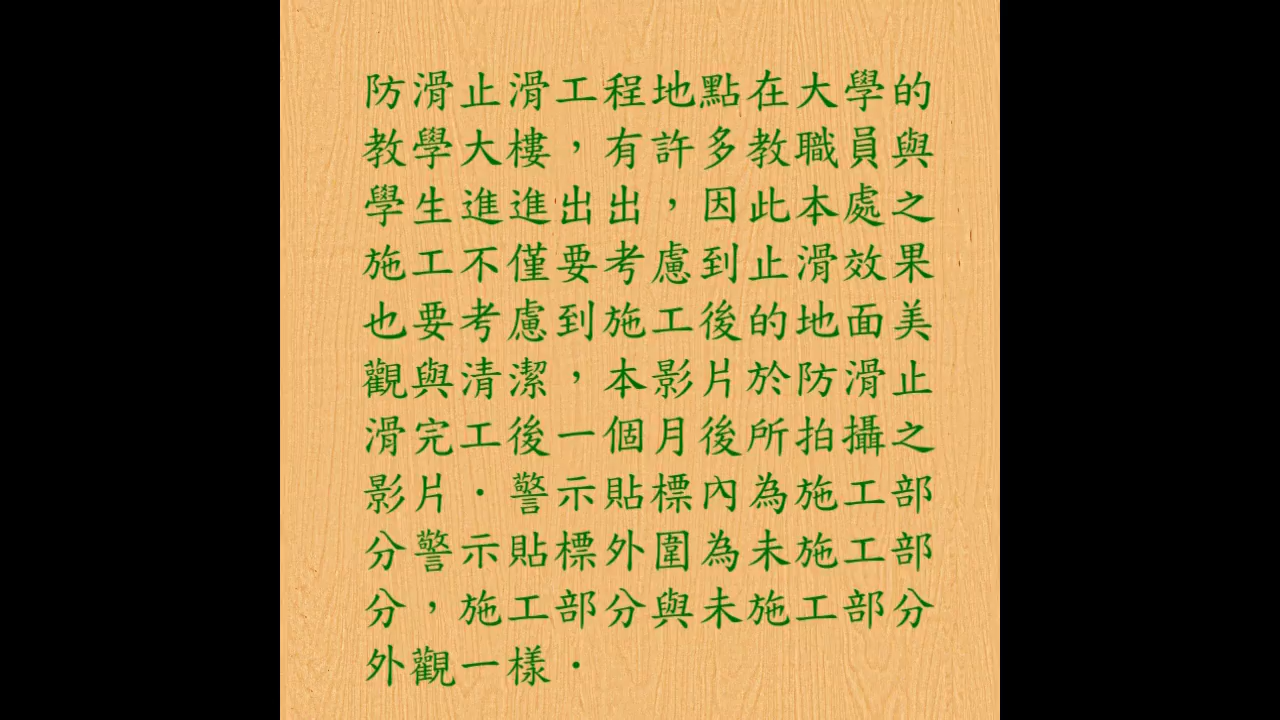 防滑止滑工程地點在大學的
教學大樓，有許多教職員與
學生進進出出，因此本處之
施工不僅要考慮到止滑效果
也要考慮到施工後的地面美
觀與清潔，本影片於防滑止
滑完工後一個月後所拍攝之
影片．警示貼標內為施工部
分警示貼標外圍為未施工部
分，施工部分與未施工部分
外觀一樣．